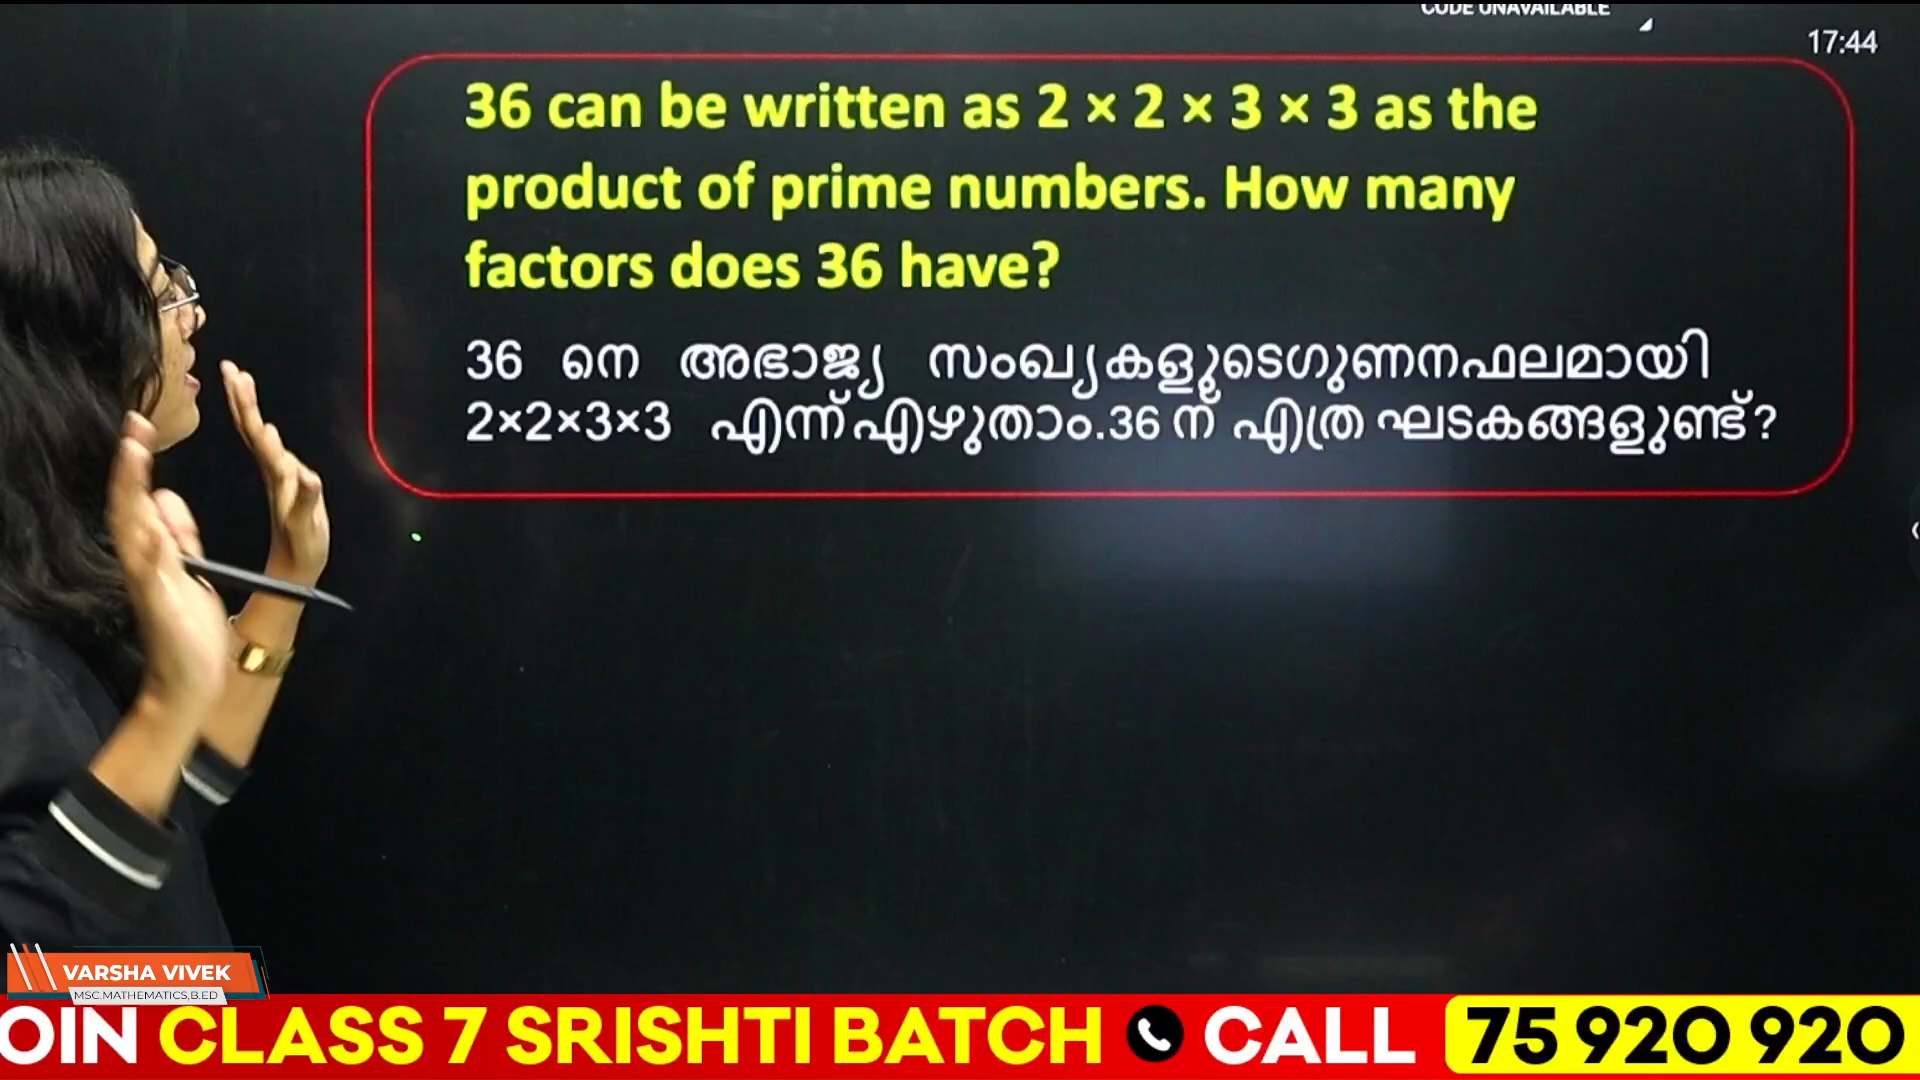 CODE UNAVAILABLE
17:44
36 can be written as 2 × 2 × 3 × 3 as the
product of prime numbers. How many
factors does 36 have?
36 നെ അഭാജ്യ സംഖ്യകളുടെഗുണനഫലമായി
2×2×3×3 എന്ന്എഴുതാം.36 ന് എത്ര ഘടകങ്ങളുണ്ട്?
VARSHA VIVEK
MSC.MATHEMATICS,B.ED
OIN CLASS 7 SRISHTI BATCH CALL 75 920 920